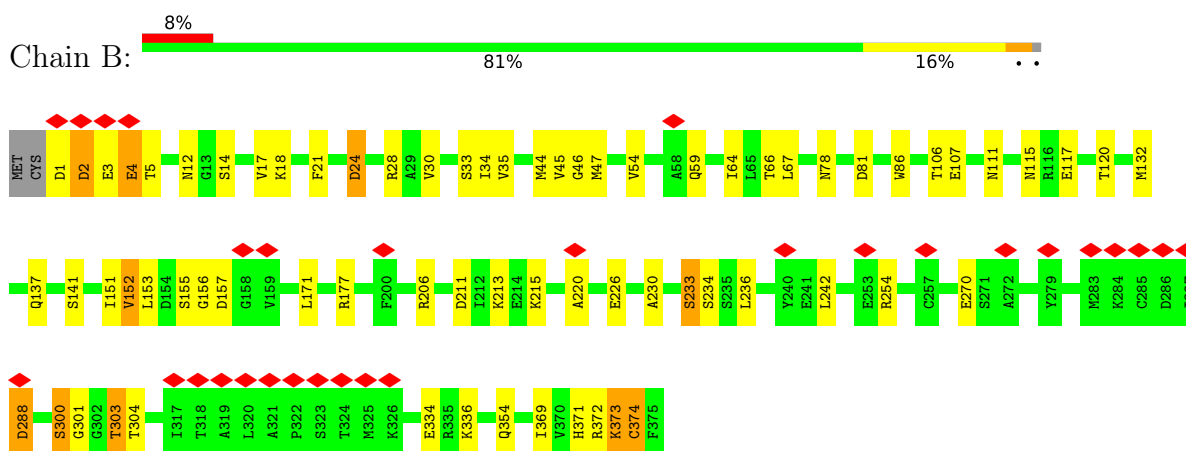 8%
Chain B:
81% 16% • •
MET CYS D1 D2 E3 E4 T5 N12 G13 S14 V17 K18 F21 D24 R28 A29 V30 S33 I34 V35 M44 V45 G46 M47 V54 A58 Q59 I64 L65 T66 L67 N78 D81 W86 T106 E107 N111 N115 R116 E117 T120 M132
Q137 S141 I151 V152 L153 D154 S155 G156 D157 G158 V159 L171 R177 F200 R206 D211 I212 K213 E214 K215 A220 E226 A230 S233 S234 S235 L236 Y240 E241 L242 E253 R254 C257 E270 S271 A272 Y279 M283 K284 C285 D286
D288 S300 G301 G302 T303 T304 I317 T318 A319 L320 A321 P322 S323 T324 M325 K326 E334 R335 K336 Q354 I369 V370 H371 R372 K373 C374 F375